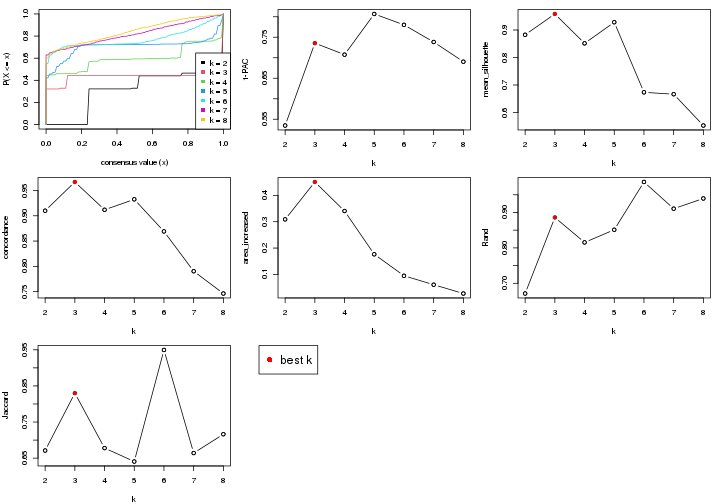 P(X <= x)
0.0 0.2 0.4 0.6 0.8 1.0
k = 2
k = 3
k = 4
k = 5
k = 6
k = 7
k = 8
0.0 0.2 0.4 0.6 0.8 1.0
consensus value (x)
1-PAC
0.55 0.65 0.75
2 3 4 5 6 7 8
k
mean_silhouette
0.6 0.7 0.8 0.9
2 3 4 5 6 7 8
k
concordance
0.75 0.80 0.85 0.90 0.95
2 3 4 5 6 7 8
k
area_increased
0.1 0.2 0.3 0.4
2 3 4 5 6 7 8
k
Rand
0.70 0.80 0.90
2 3 4 5 6 7 8
k
Jaccard
0.65 0.75 0.85 0.95
2 3 4 5 6 7 8
k
best k